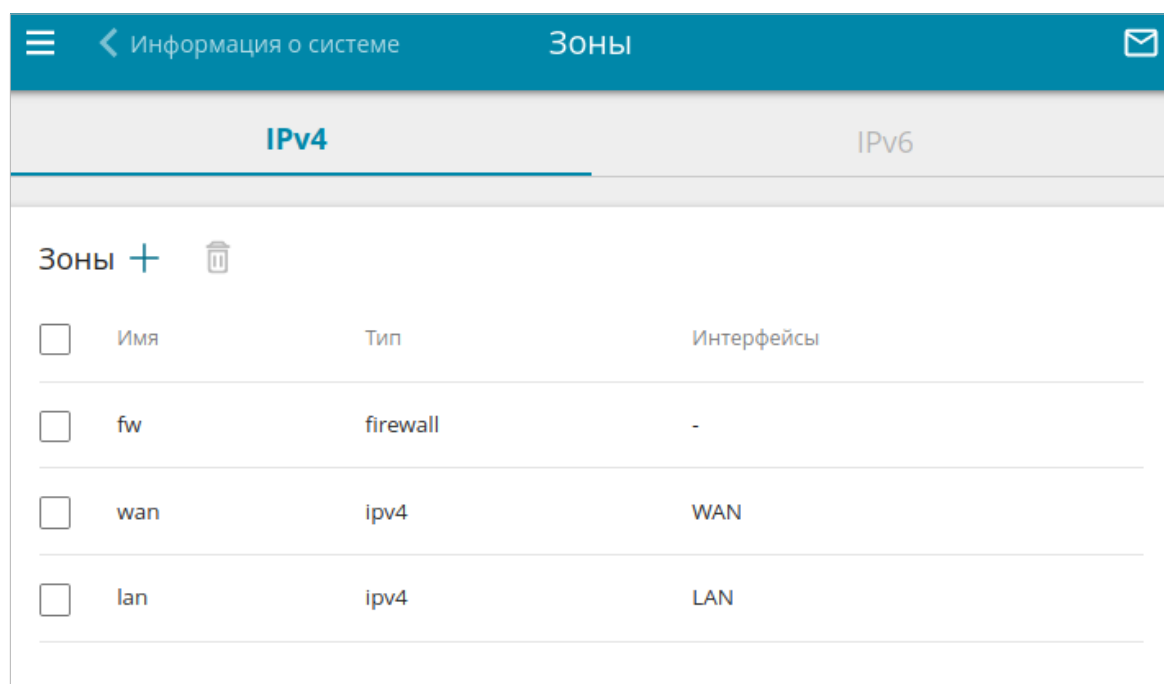 Информация о системе Зоны
IPv4 IPv6
Зоны
Имя Тип Интерфейсы
fw firewall -
wan ipv4 WAN
lan ipv4 LAN